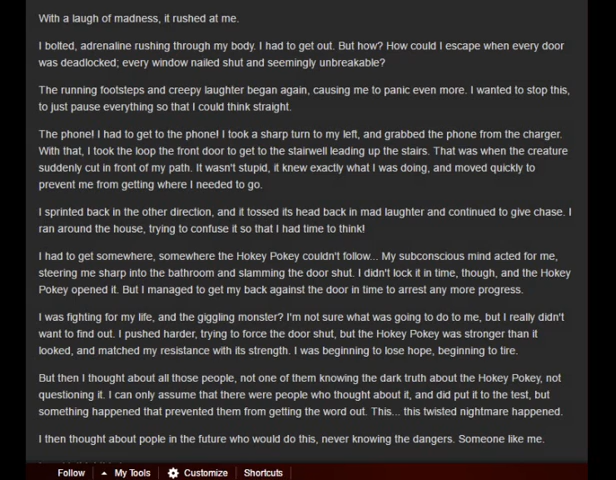 With a laugh of madness, it rushed at me.
I bolted, adrenaline rushing through my body. I had to get out. But how? How could I escape when every door
was deadlocked; every window nailed shut and seemingly unbreakable?
The running footsteps and creepy laughter began again, causing me to panic even more. I wanted to stop this,
to just pause everything so that I could think straight.
The phone! I had to get to the phone! I took a sharp turn to my left, and grabbed the phone from the charger.
With that, I took the loop the front door to get to the stairwell leading up the stairs. That was when the creature
suddenly cut in front of my path. It wasn't stupid, it knew exactly what I was doing, and moved quickly to
prevent me from getting where I needed to go.
I sprinted back in the other direction, and it tossed its head back in mad laughter and continued to give chase. I
ran around the house, trying to confuse it so that I had time to think!
I had to get somewhere, somewhere the Hokey Pokey couldn't follow... My subconscious mind acted for me,
steering me sharp into the bathroom and slamming the door shut. I didn't lock it in time, though, and the Hokey
Pokey opened it. But I managed to get my back against the door in time to arrest any more progress.
I was fighting for my life, and the giggling monster? I'm not sure what was going to do to me, but I really didn't
want to find out. I pushed harder, trying to force the door shut, but the Hokey Pokey was stronger than it
looked, and matched my resistance with its strength. I was beginning to lose hope, beginning to tire.
But then I thought about all those people, not one of them knowing the dark truth about the Hokey Pokey, not
questioning it. I can only assume that there were people who thought about it, and did put it to the test, but
something happened that prevented them from getting the word out. This... this twisted nightmare happened.
I then thought about pople in the future who would do this, never knowing the dangers. Someone like me.
Follow My Tools Customize Shortcuts